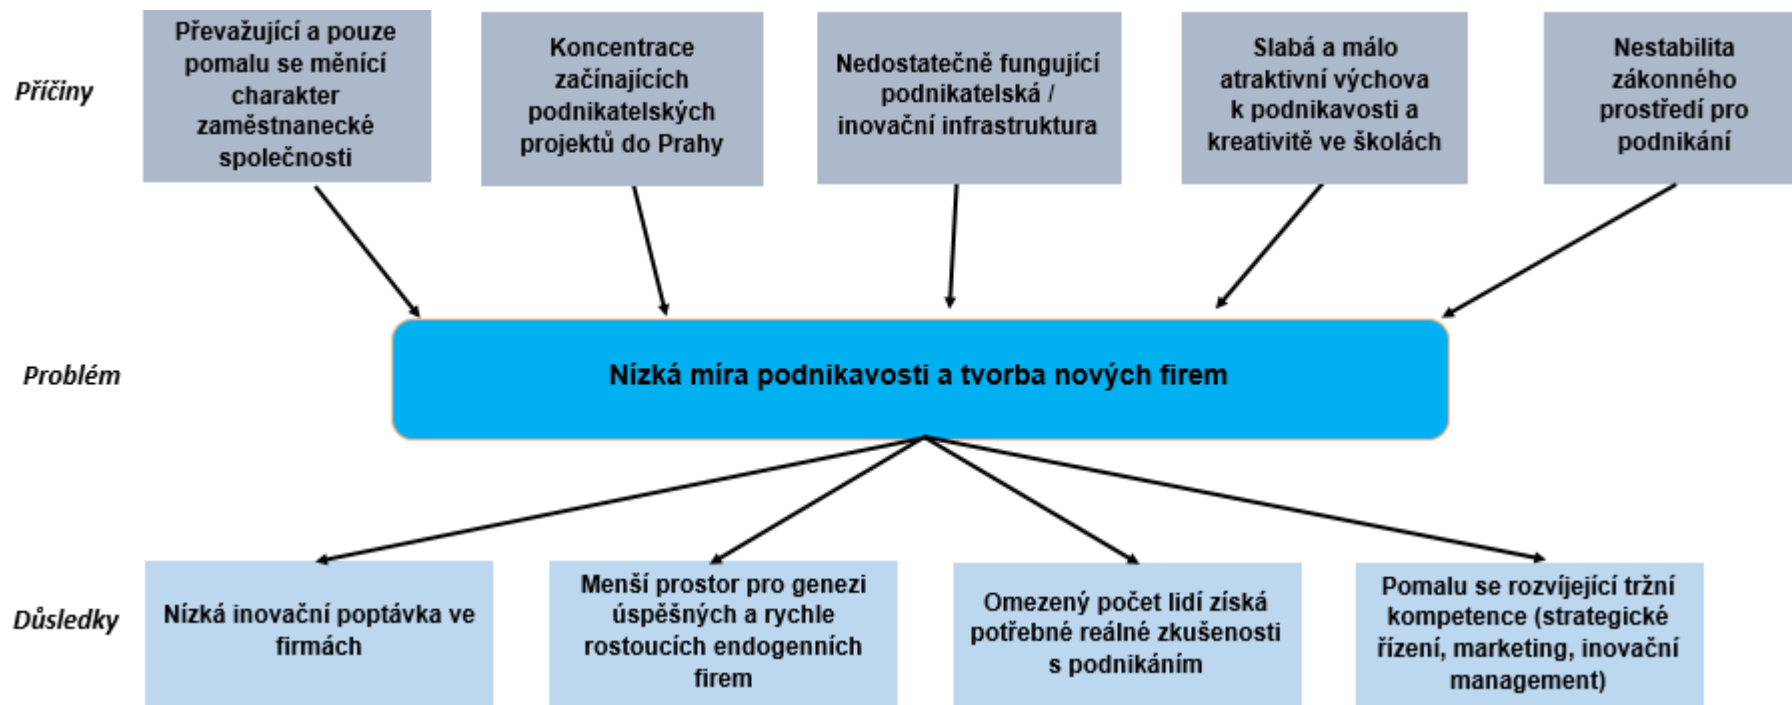 Příčiny
Převažující a pouze
pomalu se měnící
charakter
zaměstnanecké
společnosti
Koncentrace
začínajících
podnikatelských
projektů do Prahy
Nedostatečně fungující
podnikatelská /
inovační infrastruktura
Slabá a málo
atraktivní výchova
k podnikavosti a
kreativitě ve školách
Nestabilita
zákonného
prostředí pro
podnikání
Problém
Nízká míra podnikavosti a tvorba nových firem
Důsledky
Nízká inovační poptávka ve
firmách
Menší prostor pro genezi
úspěšných a rychle
rostoucích endogenních
firem
Omezený počet lidí získá
potřebné reálné zkušenosti
s podnikáním
Pomalu se rozvíjející tržní
kompetence (strategické
řízení, marketing, inovační
management)